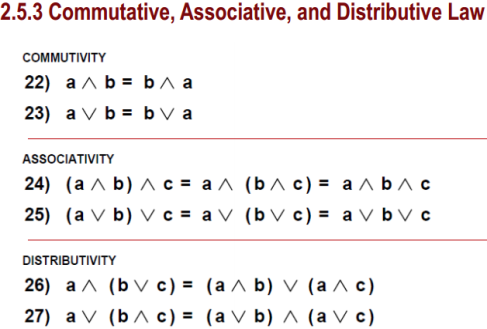 2.5.3 Commutative, Associative, and Distributive Law
COMMUTIVITY
22) a ∧ b = b ∧ a
23) a ∨ b = b ∨ a
ASSOCIATIVITY
24) (a ∧ b) ∧ c = a ∧ (b ∧ c) = a ∧ b ∧ c
25) (a ∨ b) ∨ c = a ∨ (b ∨ c) = a ∨ b ∨ c
DISTRIBUTIVITY
26) a ∧ (b ∨ c) = (a ∧ b) ∨ (a ∧ c)
27) a ∨ (b ∧ c) = (a ∨ b) ∧ (a ∨ c)